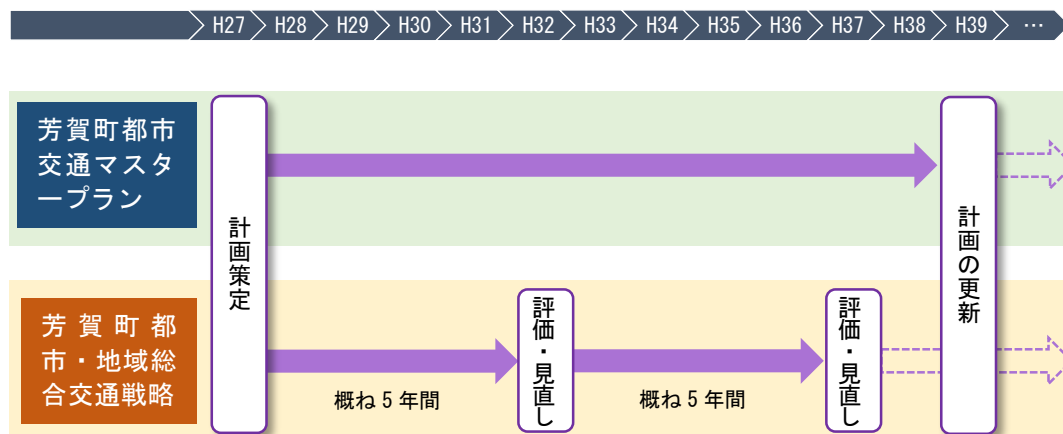 H27 H28 H29 H30 H31 H32 H33 H34 H35 H36 H37 H38 H39 …
芳賀町都市
交通マスタ
ープラン
計画策定
計画の更新
芳賀町都
市・地域総
合交通戦略
評価・見直し
評価・見直し
概ね5年間
概ね5年間